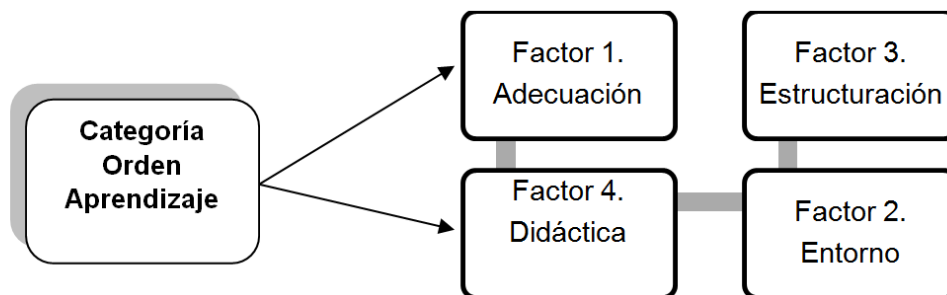 Categoría
Orden
Aprendizaje
Factor 1.
Adecuación
Factor 3.
Estructuración
Factor 4.
Didáctica
Factor 2.
Entorno